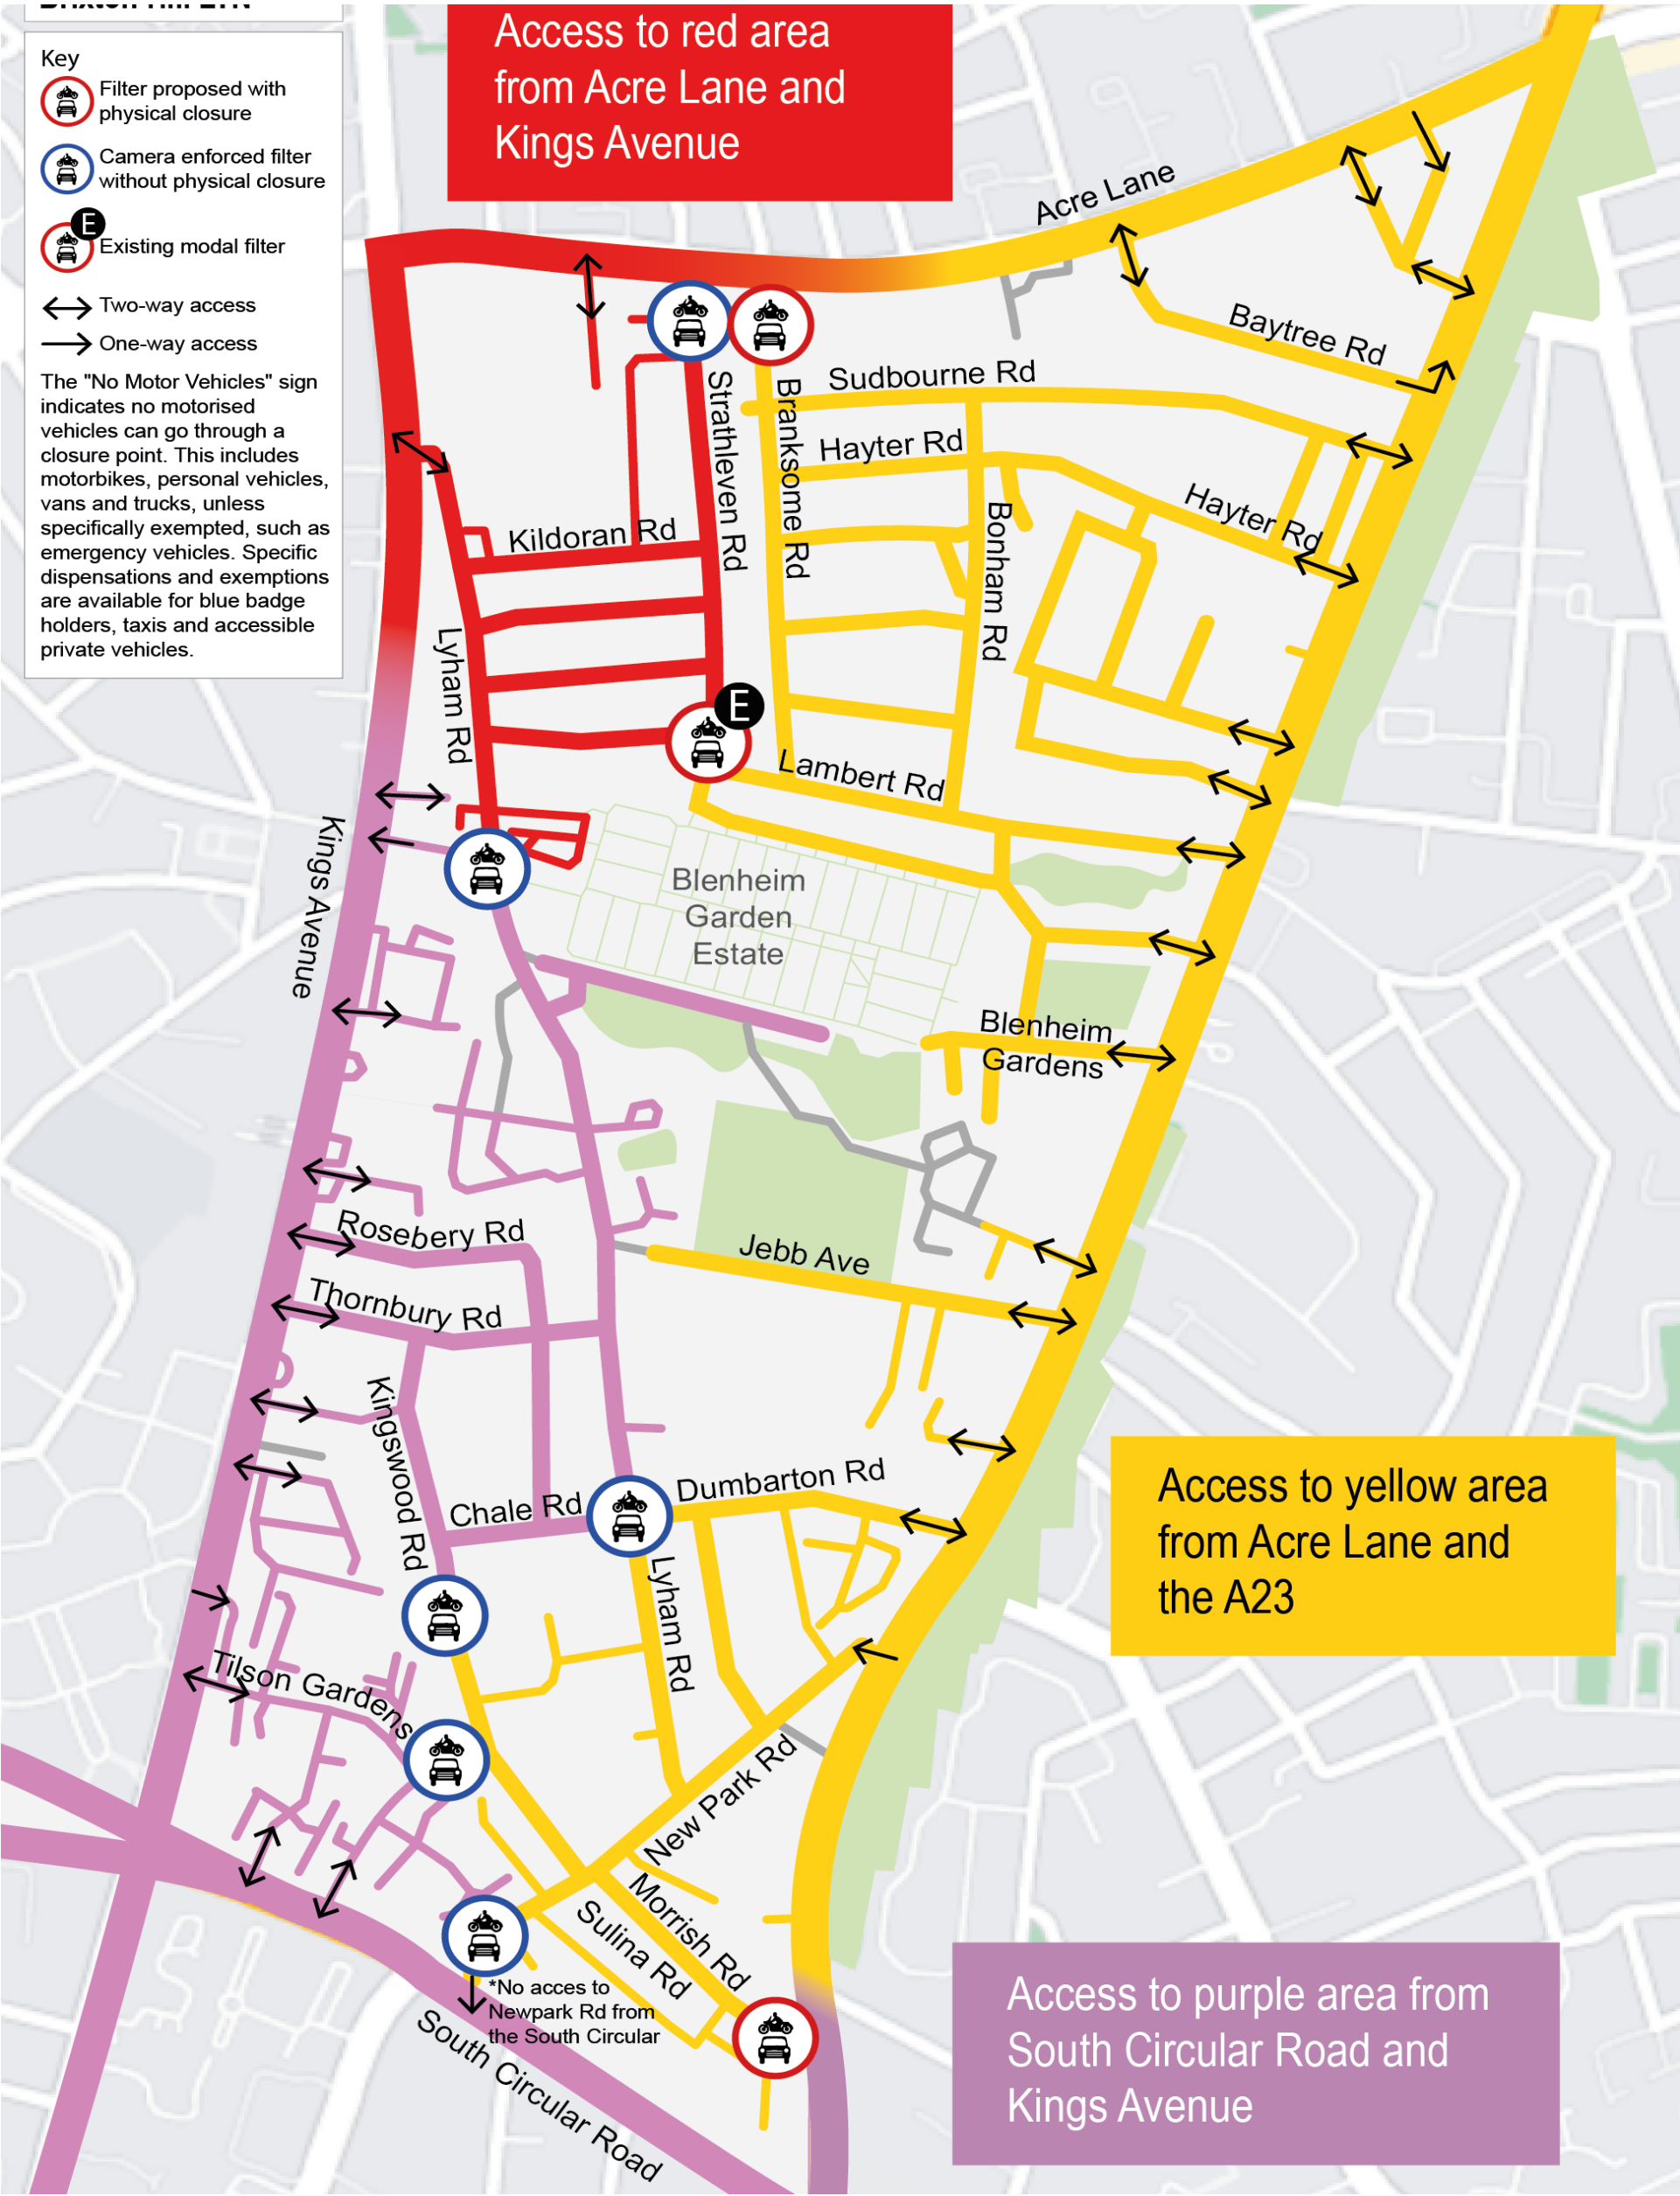 Key
Filter proposed with
physical closure
Camera enforced filter
without physical closure
E
Existing modal filter
Two-way access
One-way access
The "No Motor Vehicles" sign
indicates no motorised
vehicles can go through a
closure point. This includes
motorbikes, personal vehicles,
vans and trucks, unless
specifically exempted, such as
emergency vehicles. Specific
dispensations and exemptions
are available for blue badge
holders, taxis and accessible
private vehicles.
Access to red area
from Acre Lane and
Kings Avenue
Acre Lane
Baytree Rd
Sudbourne Rd
Hayter Rd
Hayter Rd
Strathleven Rd
Branksome Rd
Bonham Rd
Kildoran Rd
Lyham Rd
E
Lambert Rd
Kings Avenue
Blenheim
Garden
Estate
Blenheim
Gardens
Rosebery Rd
Jebb Ave
Thornbury Rd
Kingswood Rd
Chale Rd
Dumbarton Rd
Lyham Rd
Access to yellow area
from Acre Lane and
the A23
Tilson Gardens
New Park Rd
Morrish Rd
Sulina Rd
*No acces to
Newpark Rd from
the South Circular
South Circular Road
Access to purple area from
South Circular Road and
Kings Avenue